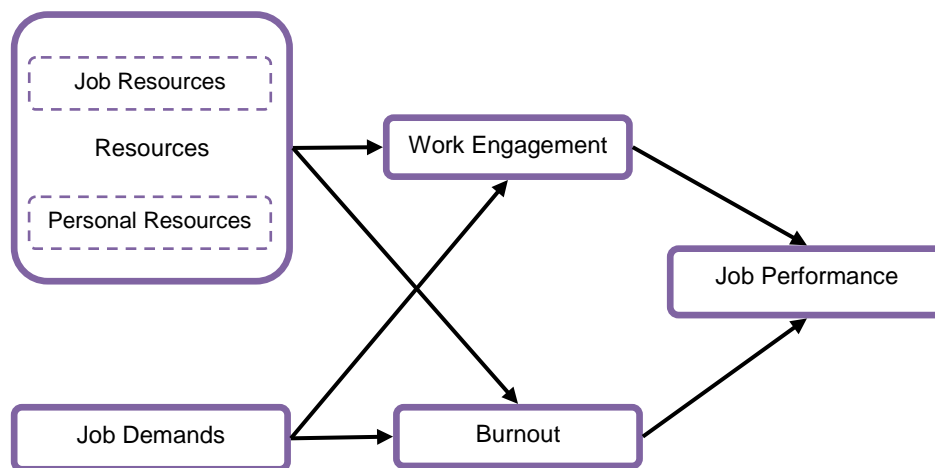 Job Resources
Resources
Personal Resources
Work Engagement
Job Performance
Job Demands
Burnout